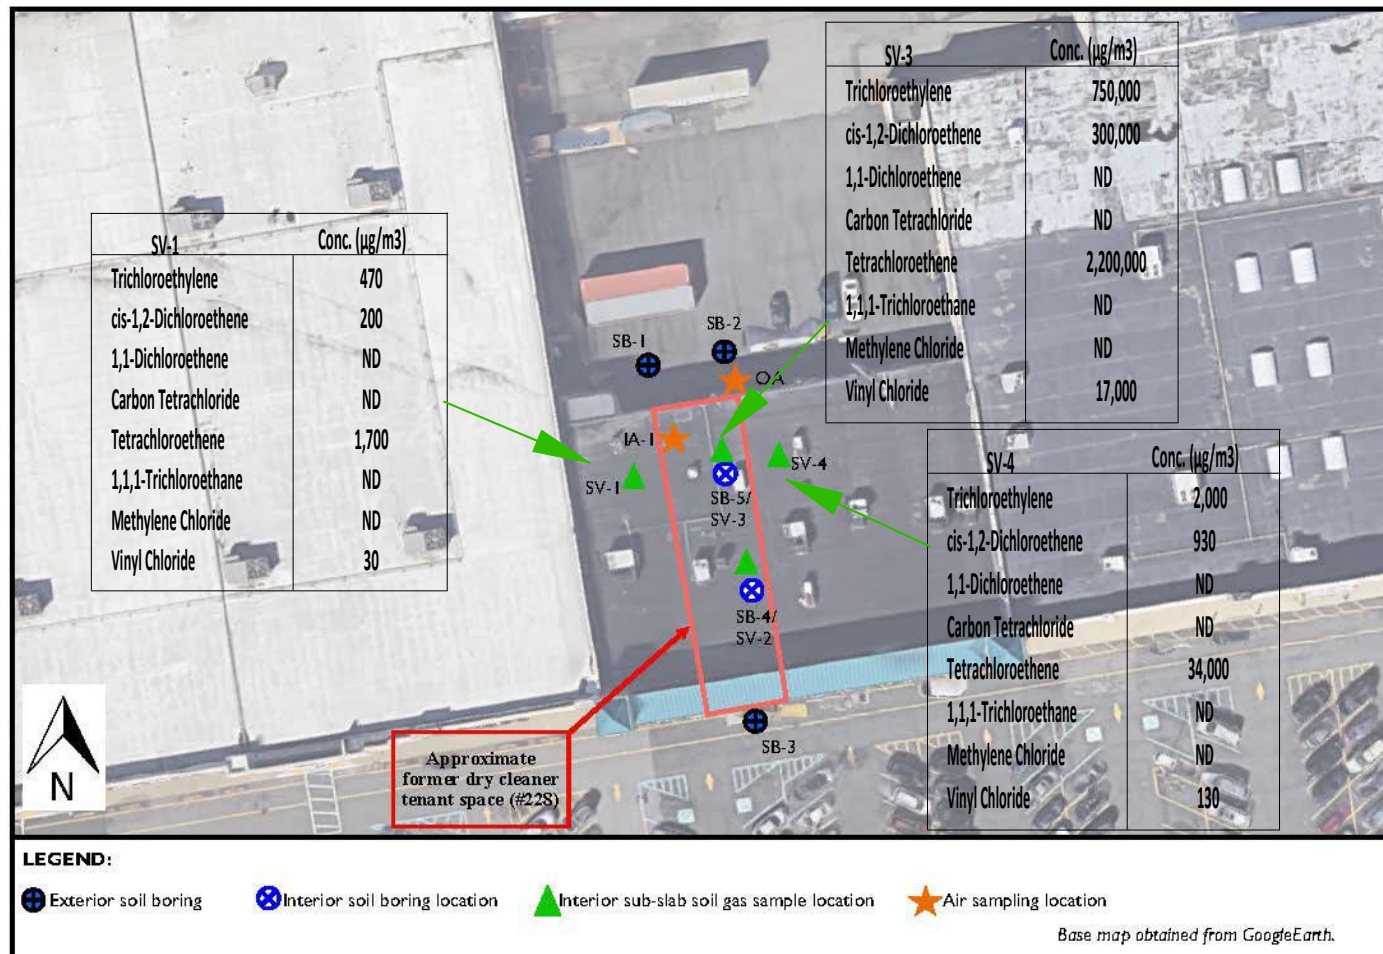 SV-3 Conc. (µg/m3)
Trichloroethylene 750,000
cis-1,2-Dichloroethene 300,000
1,1-Dichloroethene ND
Carbon Tetrachloride ND
Tetrachloroethene 2,200,000
1,1,1-Trichloroethane ND
Methylene Chloride ND
Vinyl Chloride 17,000
SV-1 Conc. (µg/m3)
Trichloroethylene 470
cis-1,2-Dichloroethene 200
1,1-Dichloroethene ND
Carbon Tetrachloride ND
Tetrachloroethene 1,700
1,1,1-Trichloroethane ND
Methylene Chloride ND
Vinyl Chloride 30
SV-4 Conc. (µg/m3)
Trichloroethylene 2,000
cis-1,2-Dichloroethene 930
1,1-Dichloroethene ND
Carbon Tetrachloride ND
Tetrachloroethene 34,000
1,1,1-Trichloroethane ND
Methylene Chloride ND
Vinyl Chloride 130
SB-1
SB-2
OA
IA-1
SV-1
SV-4
SB-5/
SV-3
SB-4/
SV-2
SB-3
Approximate
former dry cleaner
tenant space (#228)
N
LEGEND:
Exterior soil boring
Interior soil boring location
Interior sub-slab soil gas sample location
Air sampling location
Base map obtained from GoogleEarth.